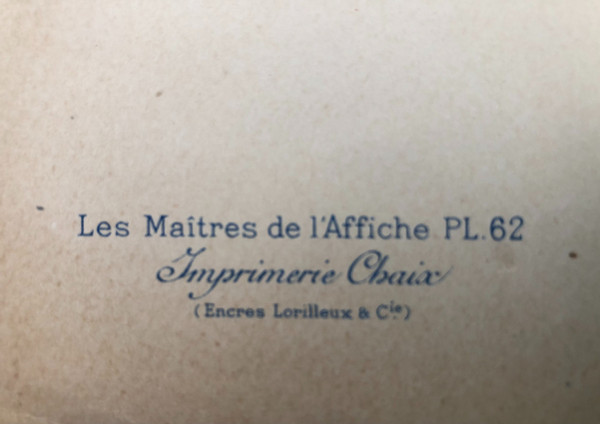 Les Maîtres de l'Affiche PL.62
Imprimerie Chaix
(Encres Lorilleux & Cie)